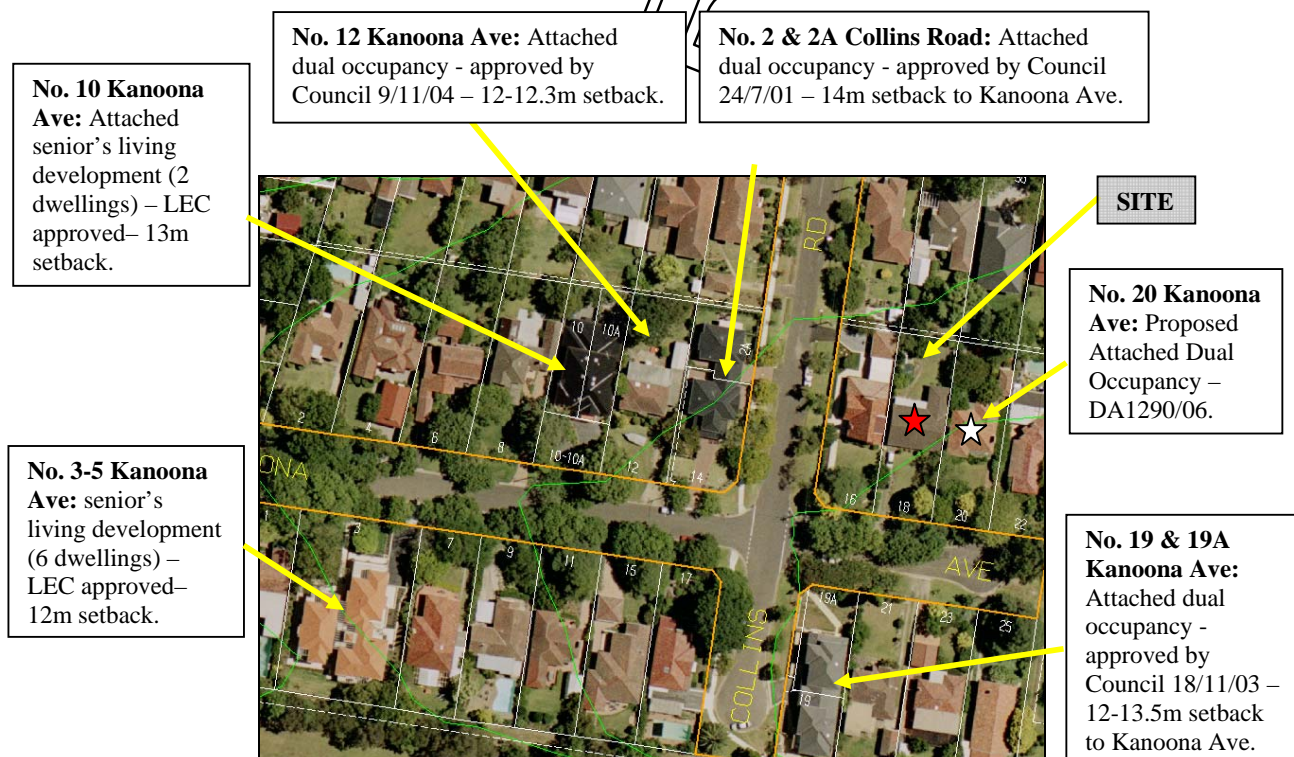 No. 12 Kanoona Ave: Attached
dual occupancy - approved by
Council 9/11/04 – 12-12.3m setback.
No. 2 & 2A Collins Road: Attached
dual occupancy - approved by Council
24/7/01 – 14m setback to Kanoona Ave.
No. 10 Kanoona
Ave: Attached
senior's living
development (2
dwellings) – LEC
approved– 13m
setback.
SITE
No. 20 Kanoona
Ave: Proposed
Attached Dual
Occupancy –
DA1290/06.
No. 3-5 Kanoona
Ave: senior's
living development
(6 dwellings) –
LEC approved–
12m setback.
No. 19 & 19A
Kanoona Ave:
Attached dual
occupancy -
approved by
Council 18/11/03 –
12-13.5m setback
to Kanoona Ave.
RD
10
10A
2A
2
4
6
8
10-10A
12
14
16
18
20
22
ONA
AVE
3
7
9
11
15
17
19A
21
23
25
19
COLLINS